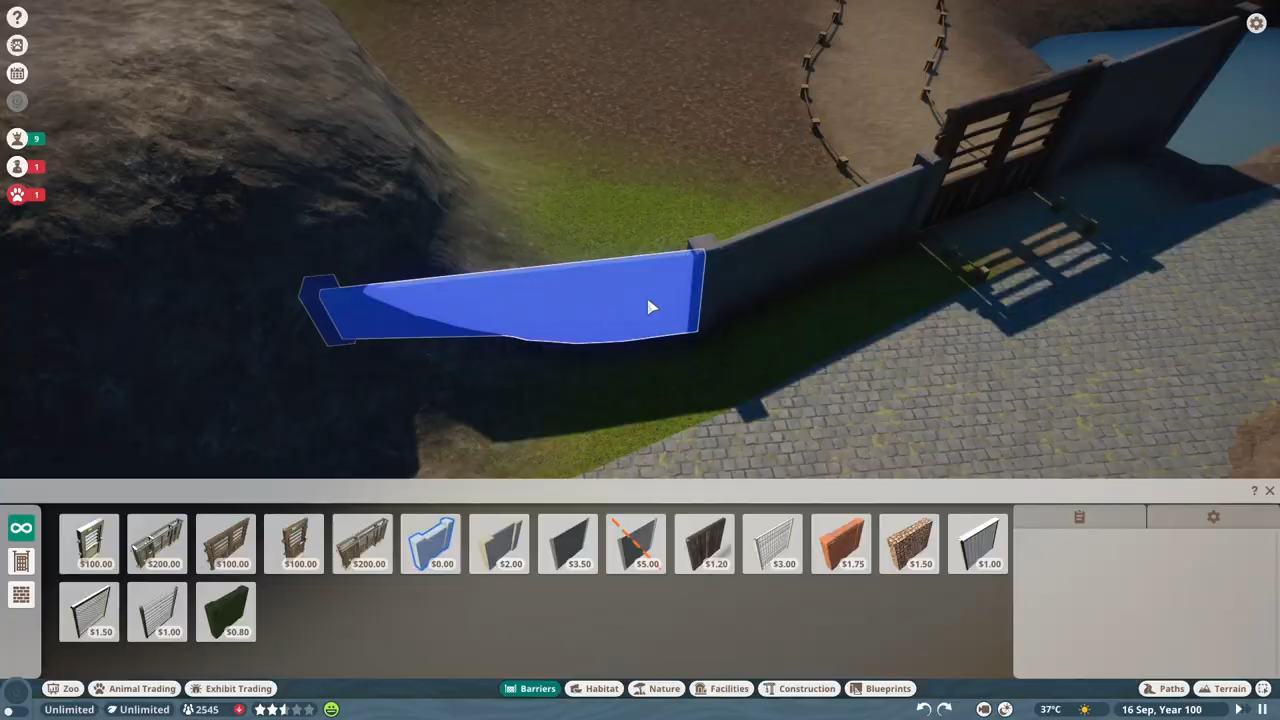 ?
9
1
1
? ×
$100.00 $200.00 $100.00 $100.00 $200.00 $0.00 $2.00 $3.50 $5.00 $1.20 $3.00 $1.75 $1.50 $1.00
$1.50 $1.00 $0.80
Zoo Animal Trading Exhibit Trading Barriers Habitat Nature Facilities Construction Blueprints Paths Terrain
Unlimited Unlimited 2545 37°C 16 Sep, Year 100